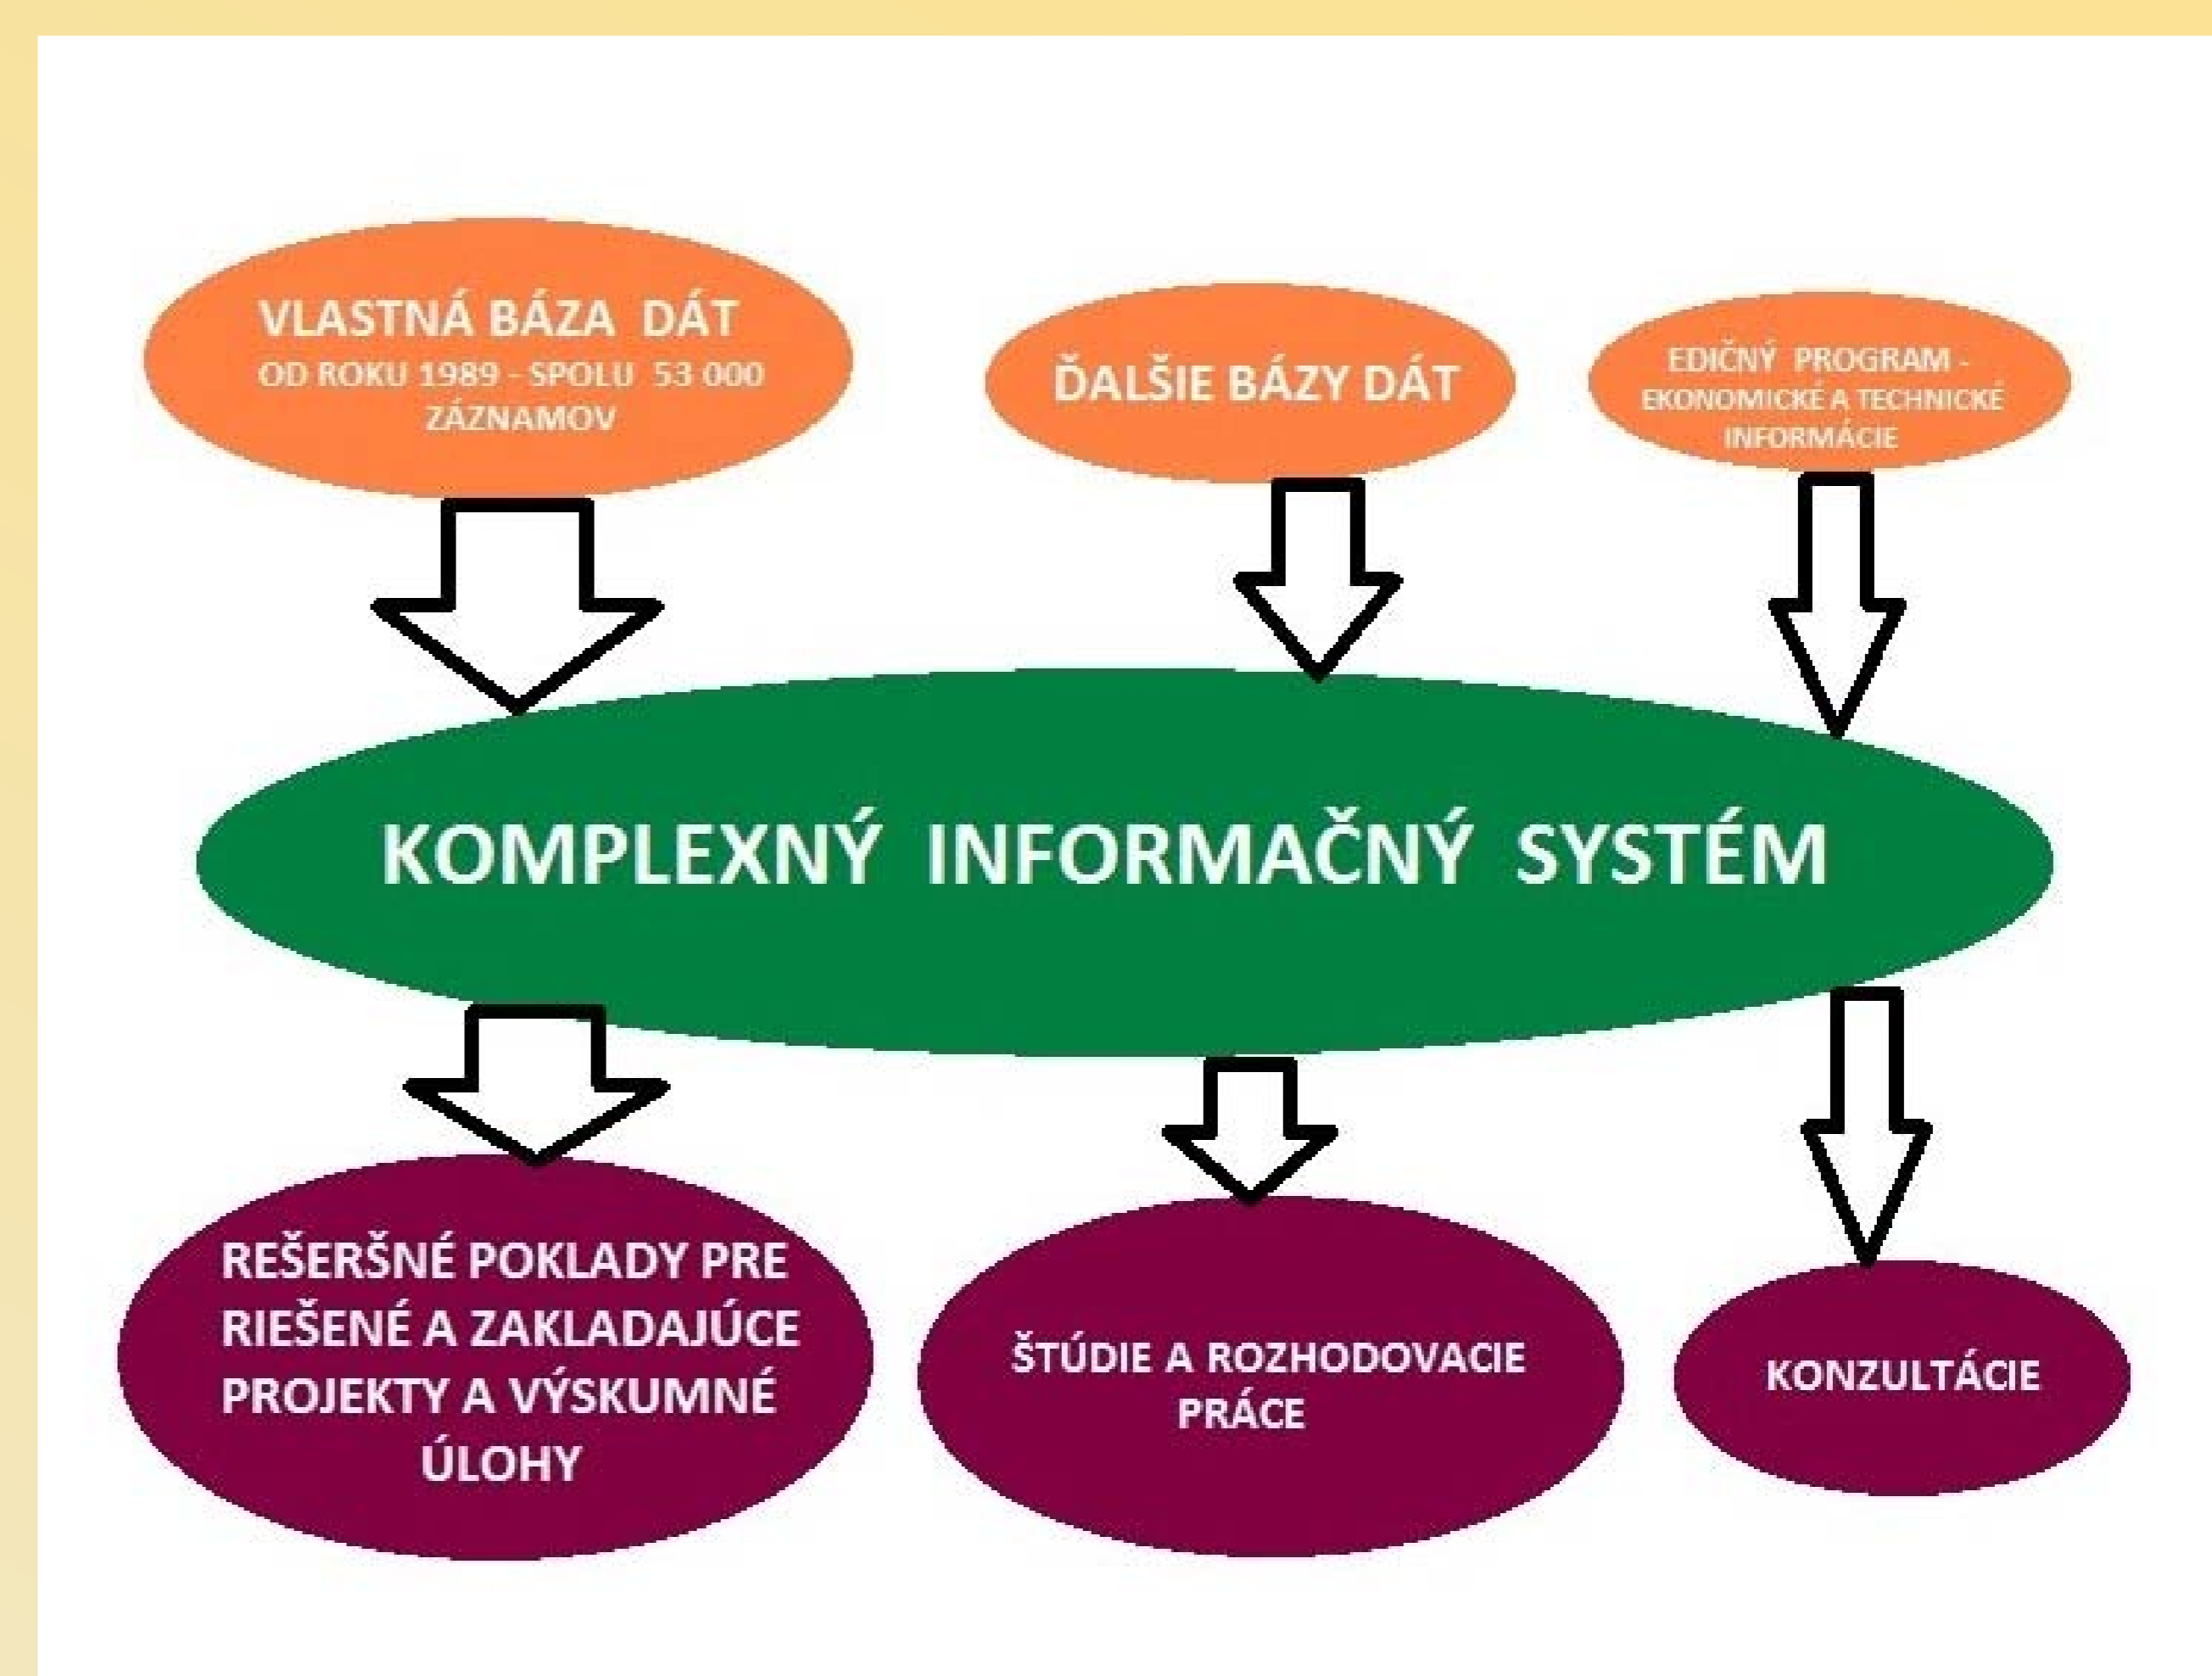 VLASTNÁ BÁZA DÁT
OD ROKU 1989 - SPOLU 53 000
ZÁZNAMOV
ĎALŠIE BÁZY DÁT
EDIČNÝ PROGRAM -
EKONOMICKÉ A TECHNICKÉ
INFORMÁCIE
KOMPLEXNÝ INFORMAČNÝ SYSTÉM
REŠERŠNÉ POKLADY PRE
RIEŠENÉ A ZAKLADAJÚCE
PROJEKTY A VÝSKUMNÉ
ÚLOHY
ŠTÚDIE A ROZHODOVACIE
PRÁCE
KONZULTÁCIE